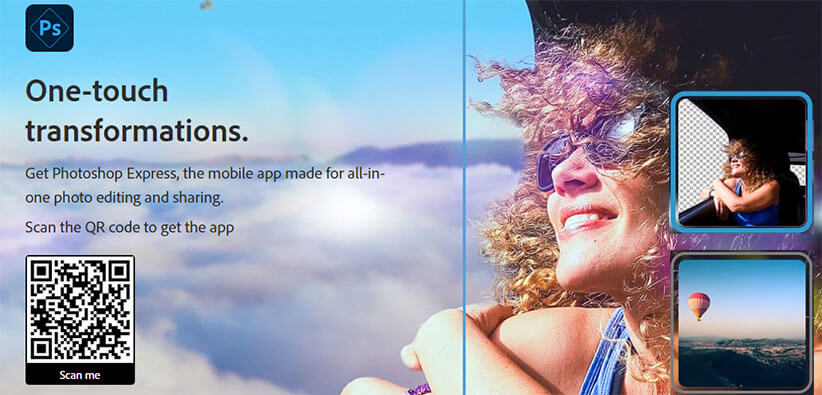 Ps
One-touch
transformations.
Get Photoshop Express, the mobile app made for all-in-
one photo editing and sharing.
Scan the QR code to get the app
Scan me